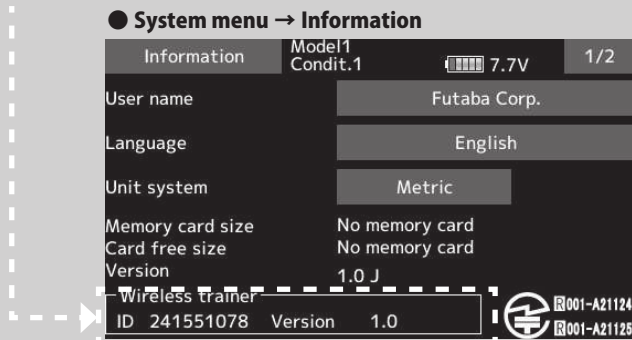 ● System menu → Information
Information Model1 Condit.1 7.7V 1/2
User name Futaba Corp.
Language English
Unit system Metric
Memory card size No memory card
Card free size No memory card
Version 1.0 J
Wireless trainer
ID 241551078 Version 1.0
R001-A21124
R001-A21125